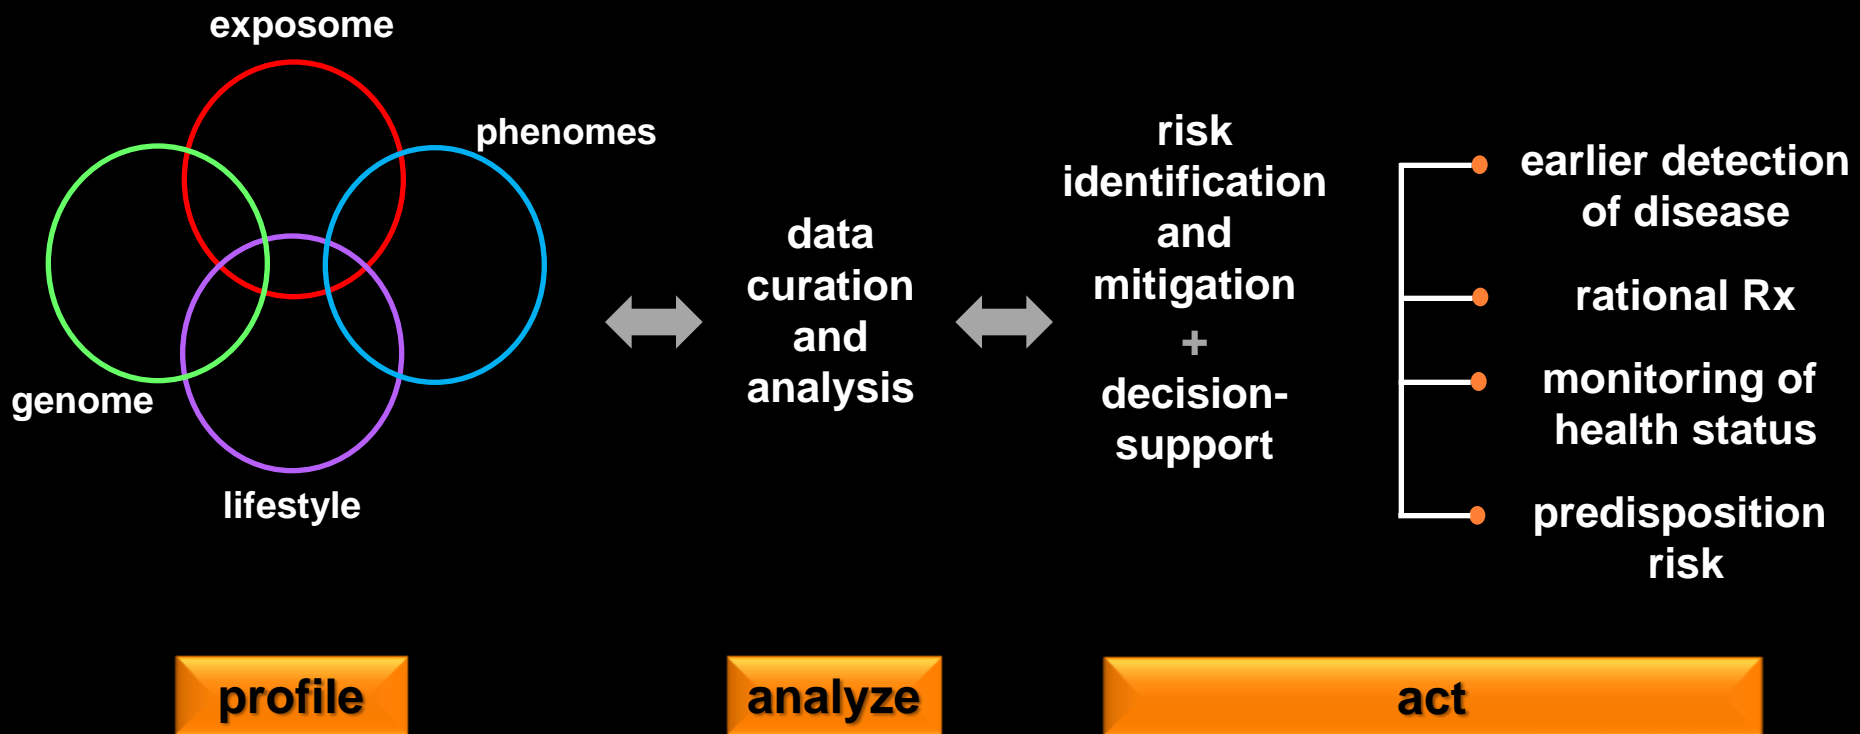 exposome
phenomes
genome
lifestyle
data
curation
and
analysis
risk
identification
and
mitigation
+
decision-
support
earlier detection
of disease
rational Rx
monitoring of
health status
predisposition
risk
profile
analyze
act